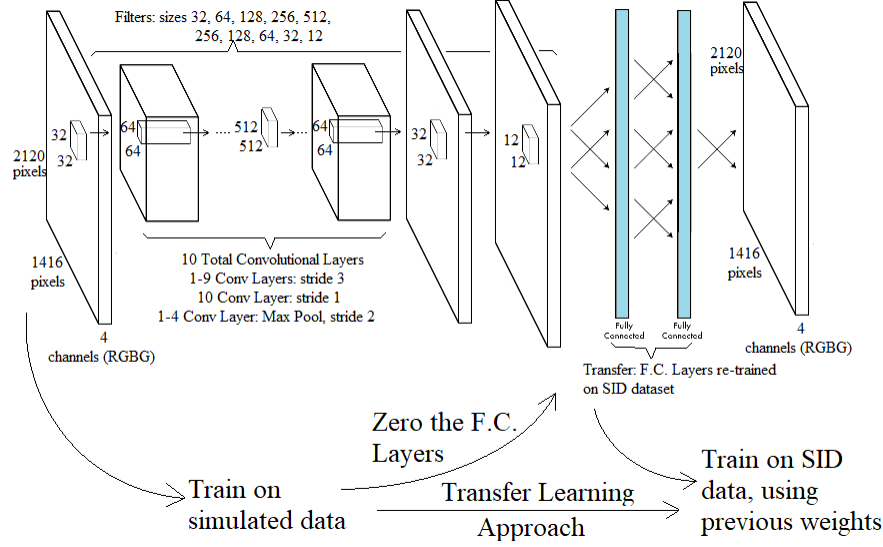 Filters: sizes 32, 64, 128, 256, 512,
256, 128, 64, 32, 12
2120
pixels
32
32
2120
pixels
64
64
512
512
64
64
32
32
12
12
1416
pixels
4
channels (RGBG)
10 Total Convolutional Layers
1-9 Conv Layers: stride 3
10 Conv Layer: stride 1
1-4 Conv Layer: Max Pool, stride 2
Fully
Connected
Fully
Connected
1416
pixels
4
channels (RGBG)
Transfer: F.C. Layers re-trained
on SID dataset
Zero the F.C.
Layers
Train on
simulated data
Transfer Learning
Approach
Train on SID
data, using
previous weights